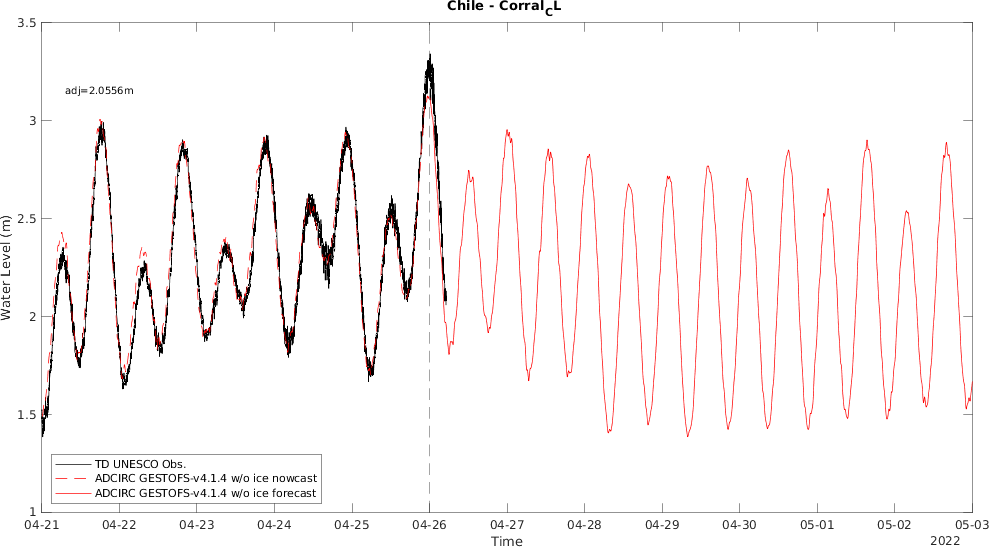 Chile - Corral_CL
adj=2.0556m
Water Level (m)
3.5
3
2.5
2
1.5
1
TD UNESCO Obs.
ADCIRC GESTOFS-v4.1.4 w/o ice nowcast
ADCIRC GESTOFS-v4.1.4 w/o ice forecast
04-21 04-22 04-23 04-24 04-25 04-26 04-27 04-28 04-29 04-30 05-01 05-02 05-03
Time
2022